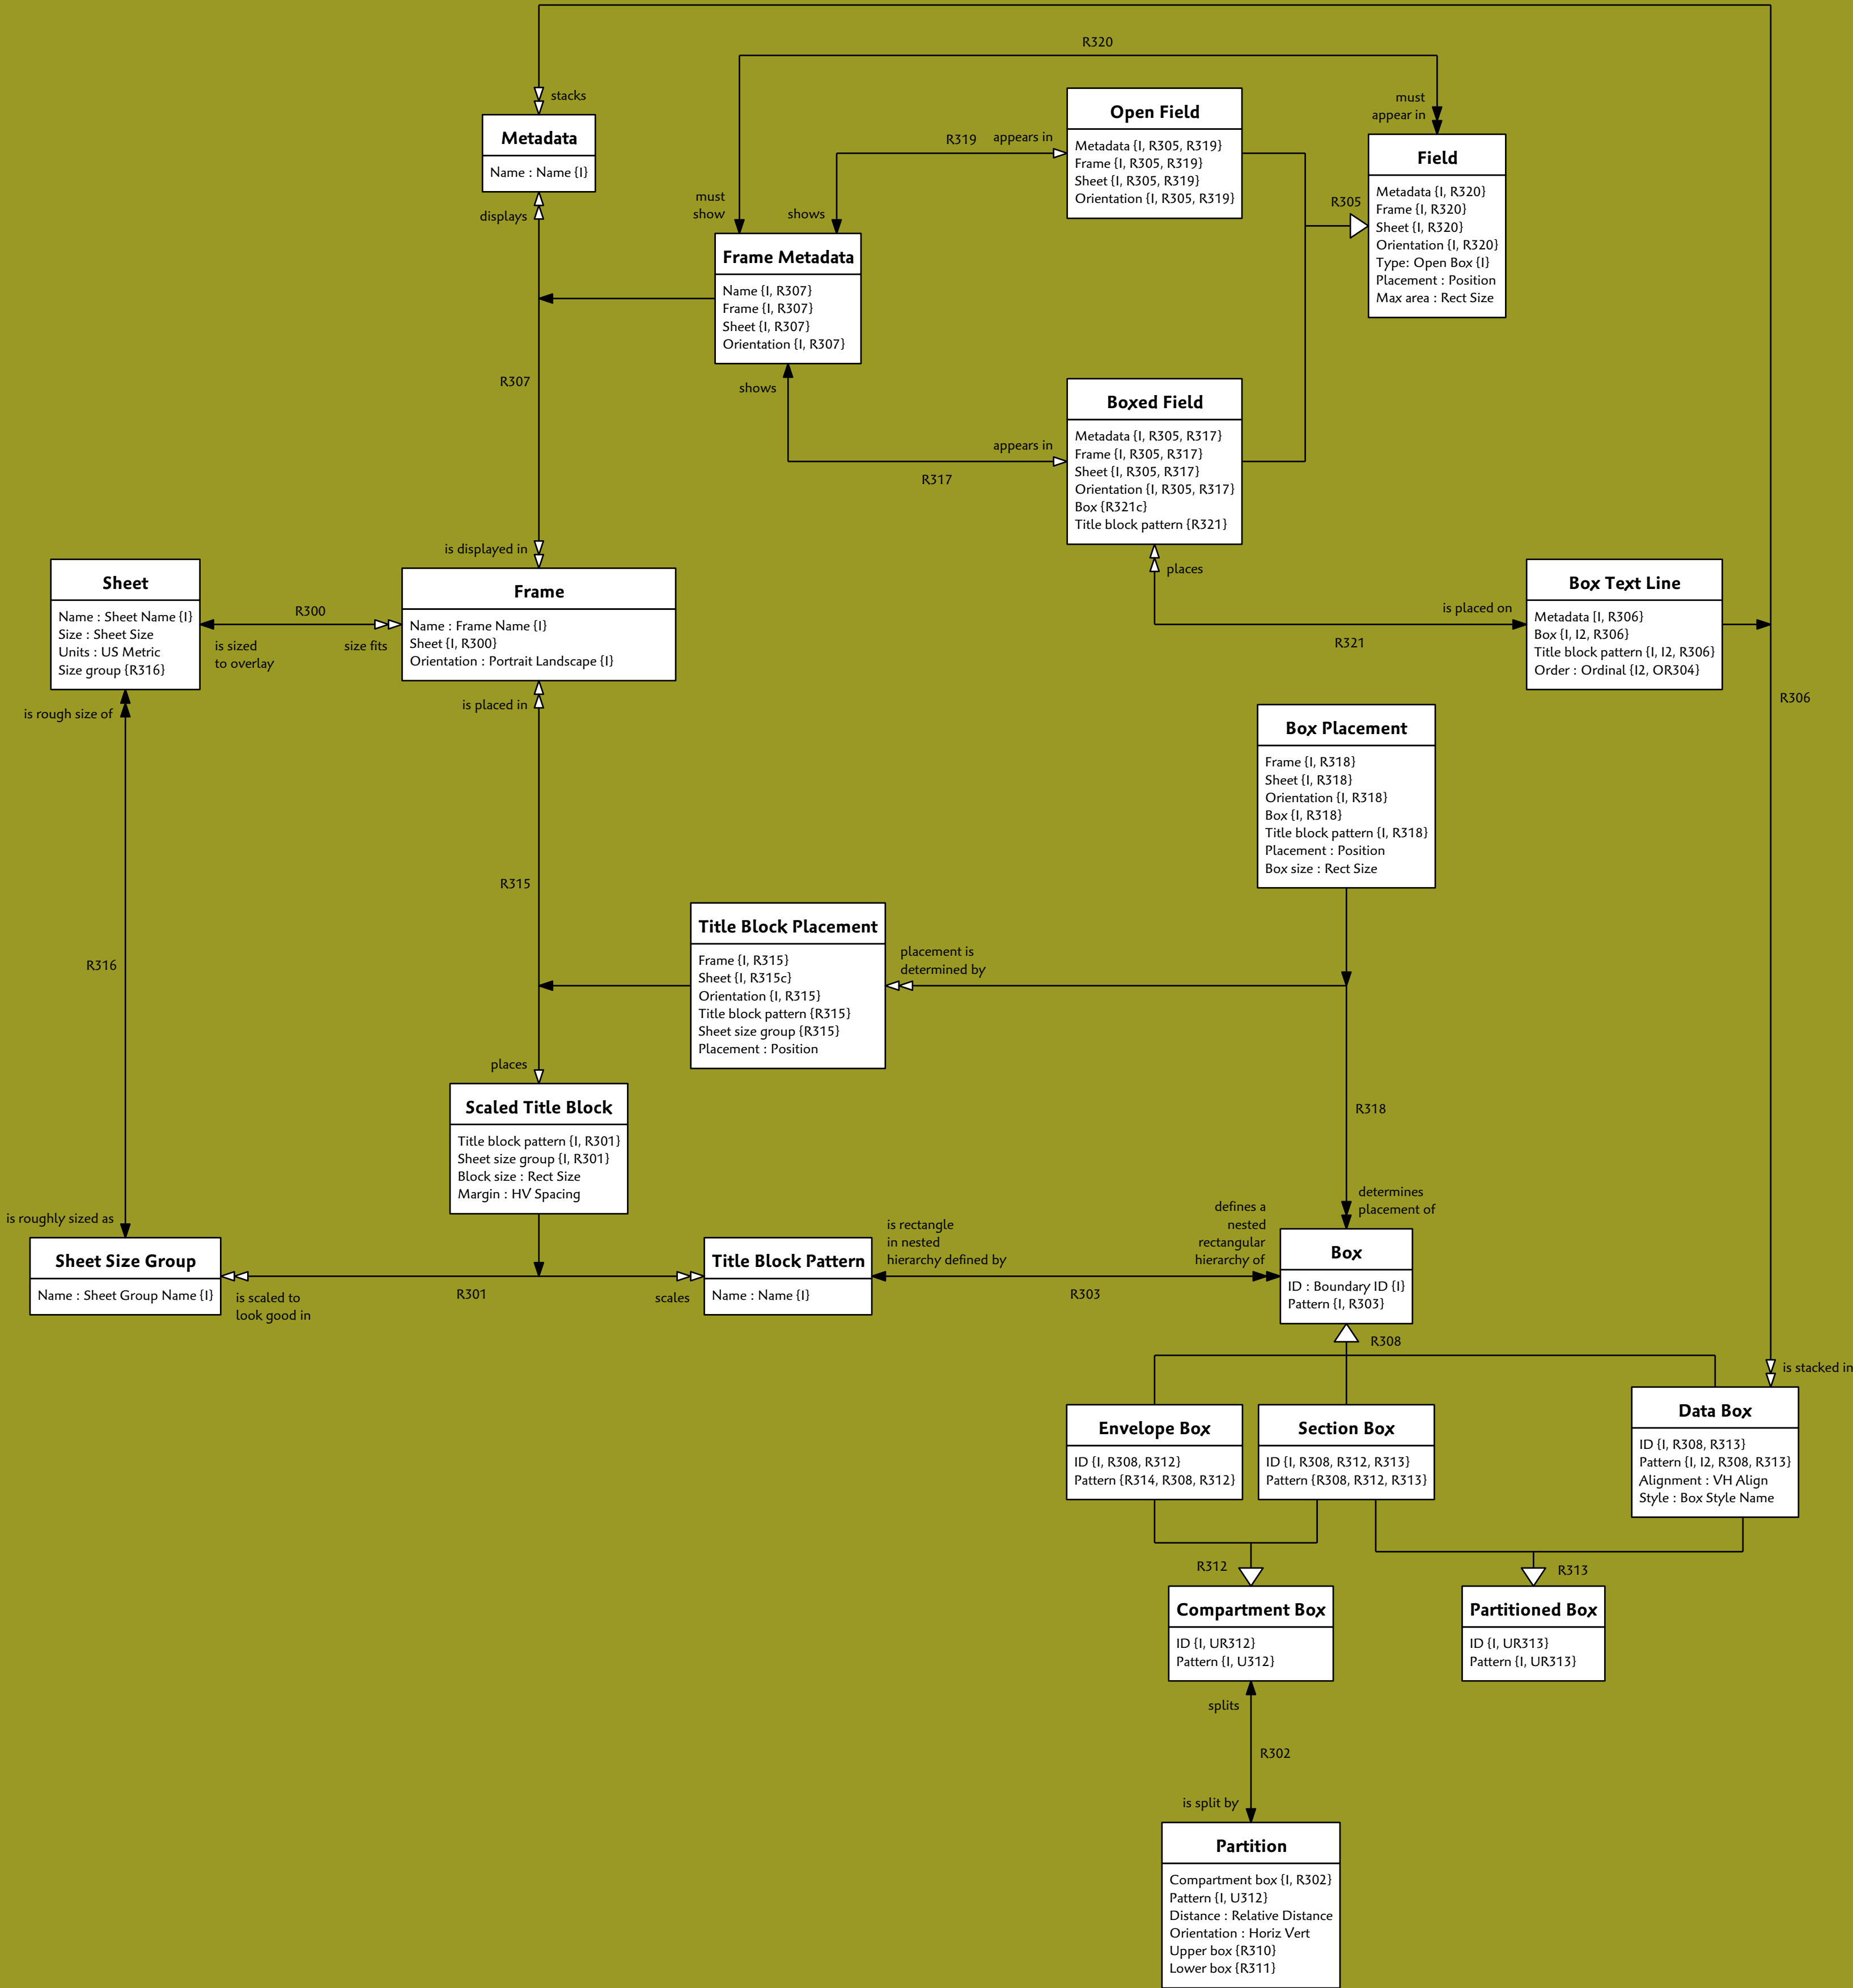 R320
stacks
must
appear in
Metadata
Name : Name {I}
displays
Open Field
Metadata {I, R305, R319}
Frame {I, R305, R319}
Sheet {I, R305, R319}
Orientation {I, R305, R319}
R319
appears in
Field
Metadata {I, R320}
Frame {I, R320}
Sheet {I, R320}
Orientation {I, R320}
Type: Open Box {I}
Placement : Position
Max area : Rect Size
R305
must
show
shows
Frame Metadata
Name {I, R307}
Frame {I, R307}
Sheet {I, R307}
Orientation {I, R307}
R307
shows
Boxed Field
Metadata {I, R305, R317}
Frame {I, R305, R317}
Sheet {I, R305, R317}
Orientation {I, R305, R317}
Box {R321c}
Title block pattern {R321}
appears in
R317
is displayed in
places
Sheet
Name : Sheet Name {I}
Size : Sheet Size
Units : US Metric
Size group {R316}
R300
is sized
to overlay
size fits
Frame
Name : Frame Name {I}
Sheet {I, R300}
Orientation : Portrait Landscape {I}
is placed on
R321
Box Text Line
Metadata [I, R306}
Box {I, I2, R306}
Title block pattern {I, I2, R306}
Order : Ordinal {I2, OR304}
R306
is rough size of
is placed in
Box Placement
Frame {I, R318}
Sheet {I, R318}
Orientation {I, R318}
Box {I, R318}
Title block pattern {I, R318}
Placement : Position
Box size : Rect Size
R315
Title Block Placement
Frame {I, R315}
Sheet {I, R315c}
Orientation {I, R315}
Title block pattern {R315}
Sheet size group {R315}
Placement : Position
placement is
determined by
R316
places
Scaled Title Block
Title block pattern {I, R301}
Sheet size group {I, R301}
Block size : Rect Size
Margin : HV Spacing
R318
determines
placement of
is roughly sized as
Sheet Size Group
Name : Sheet Group Name {I}
is scaled to
look good in
R301
scales
Title Block Pattern
Name : Name {I}
is rectangle
in nested
hierarchy defined by
R303
defines a
nested
rectangular
hierarchy of
Box
ID : Boundary ID {I}
Pattern {I, R303}
R308
is stacked in
Envelope Box
ID {I, R308, R312}
Pattern {R314, R308, R312}
Section Box
ID {I, R308, R312, R313}
Pattern {R308, R312, R313}
Data Box
ID {I, R308, R313}
Pattern {I, I2, R308, R313}
Alignment : VH Align
Style : Box Style Name
R312
R313
Compartment Box
ID {I, UR312}
Pattern {I, U312}
Partitioned Box
ID {I, UR313}
Pattern {I, UR313}
splits
R302
is split by
Partition
Compartment box {I, R302}
Pattern {I, U312}
Distance : Relative Distance
Orientation : Horiz Vert
Upper box {R310}
Lower box {R311}